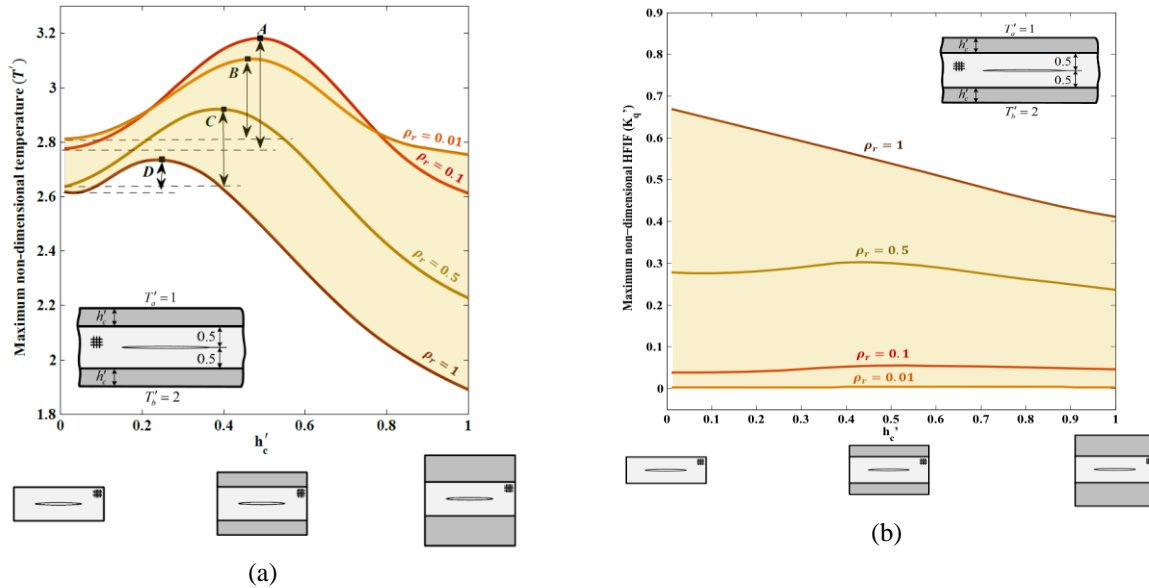 Maximum non-dimensional temperature (T′)
3.2
3
2.8
2.6
2.4
2.2
2
1.8
A
B
C
D
ρr = 0.01
ρr = 0.1
ρr = 0.5
ρr = 1
T′a = 1
h′c
0.5
0.5
h′c
T′b = 2
0
0.2
0.4
0.6
0.8
1
h′c
(a)
(b)
Maximum non−dimensional HFIF (K′q)
0.9
0.8
0.7
0.6
0.5
0.4
0.3
0.2
0.1
0
T′a = 1
h′c
0.5
0.5
h′c
T′b = 2
ρr = 1
ρr = 0.5
ρr = 0.1
ρr = 0.01
0
0.1
0.2
0.3
0.4
0.5
0.6
0.7
0.8
0.9
1
hc'
(b)